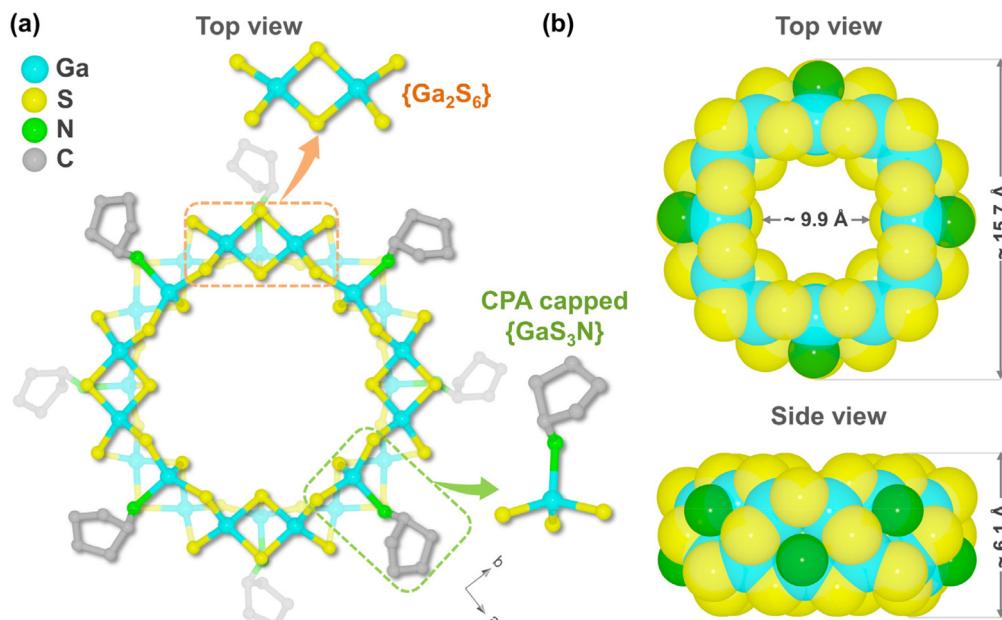 (a)
Top view
Ga
S
N
C
{Ga₂S₆}
CPA capped
{GaS₃N}
b
(b)
Top view
~ 9.9 Å
~ 15.7 Å
Side view
~ 6.1 Å